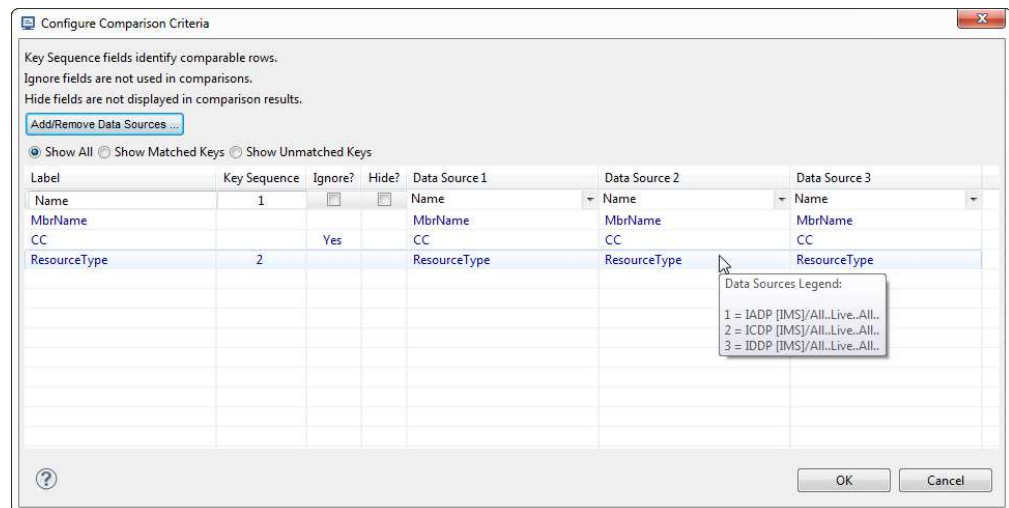 Configure Comparison Criteria
Key Sequence fields identify comparable rows.
Ignore fields are not used in comparisons.
Hide fields are not displayed in comparison results.
Add/Remove Data Sources ...
Show All Show Matched Keys Show Unmatched Keys
Label Key Sequence Ignore? Hide? Data Source 1 Data Source 2 Data Source 3
Name 1 Name Name Name
MbrName MbrName MbrName MbrName
CC Yes CC CC CC
ResourceType 2 ResourceType ResourceType ResourceType
Data Sources Legend:
1 = IADP [IMS]/All..Live..All..
2 = ICDP [IMS]/All..Live..All..
3 = IDDP [IMS]/All..Live..All..
OK Cancel